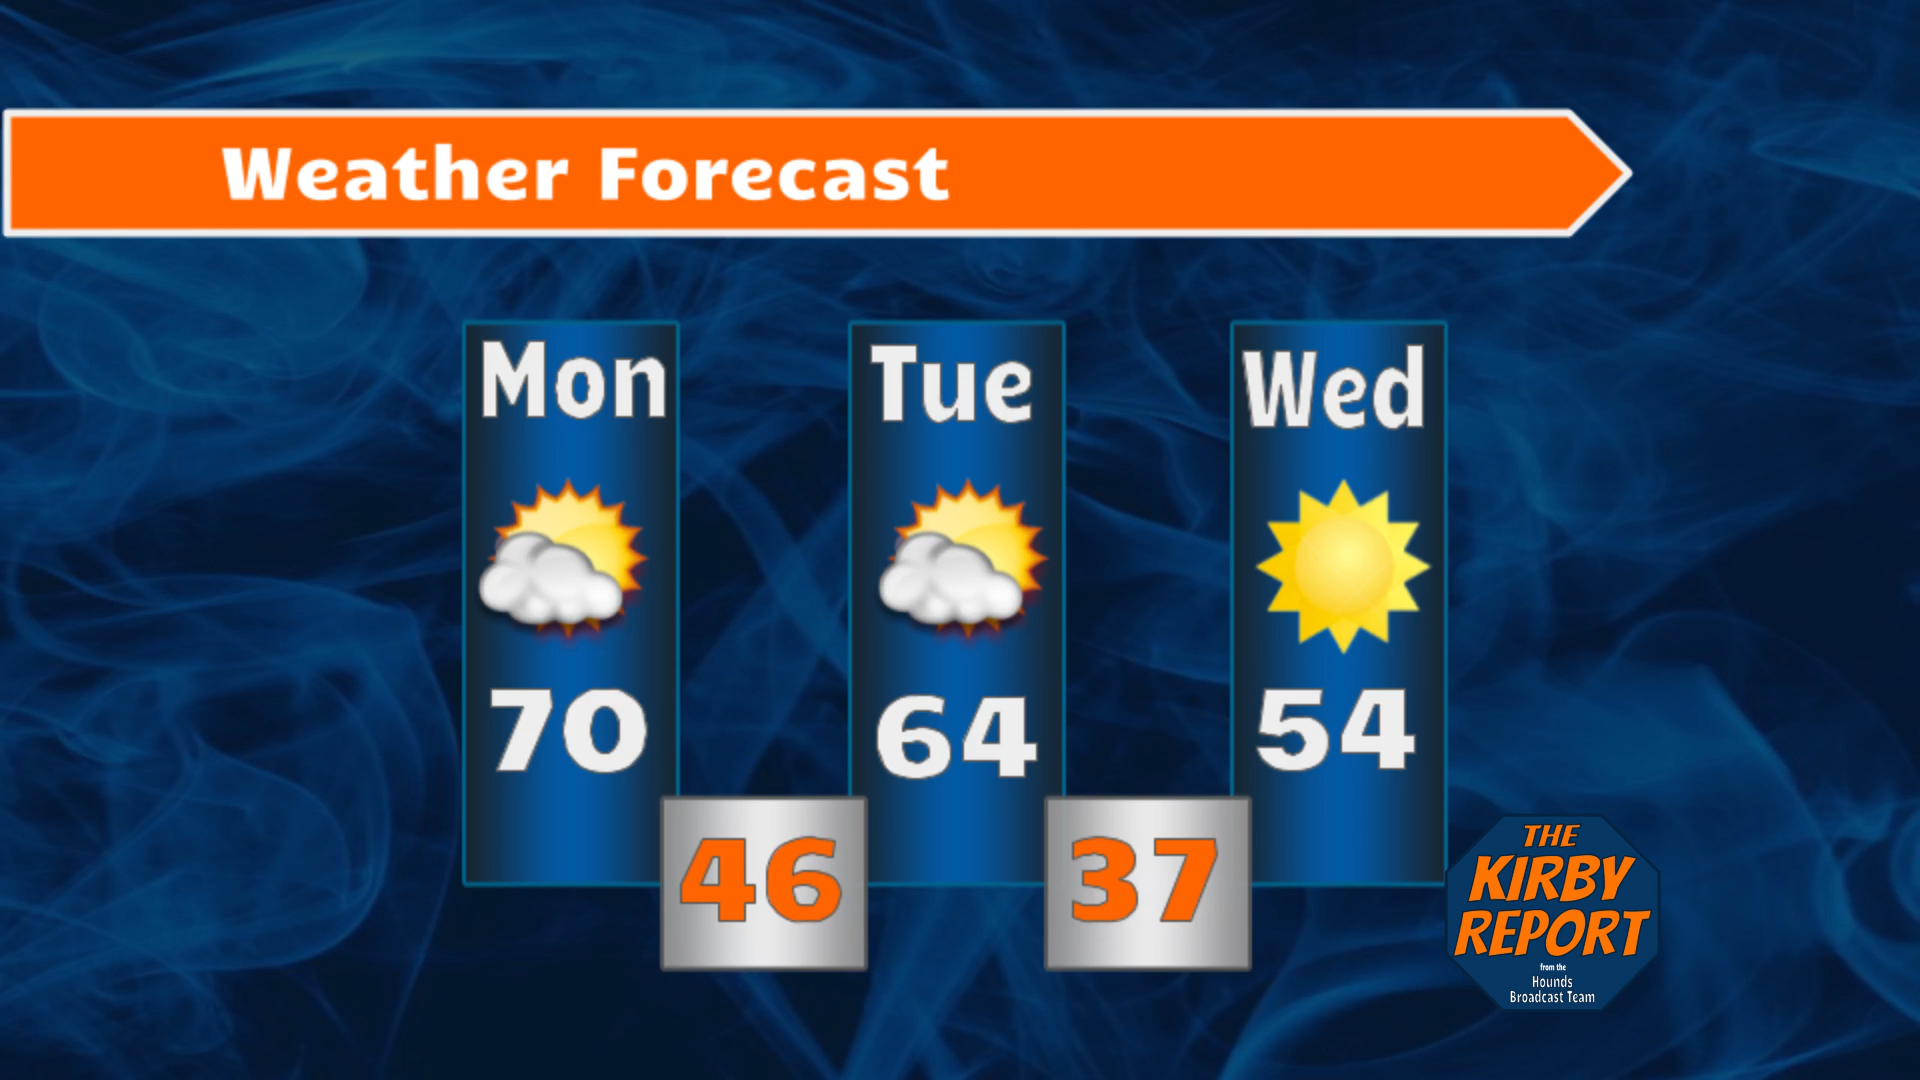 Weather Forecast
Mon Tue Wed
70 64 54
46 37
THE
KIRBY
REPORT
from the
Hounds
Broadcast Team